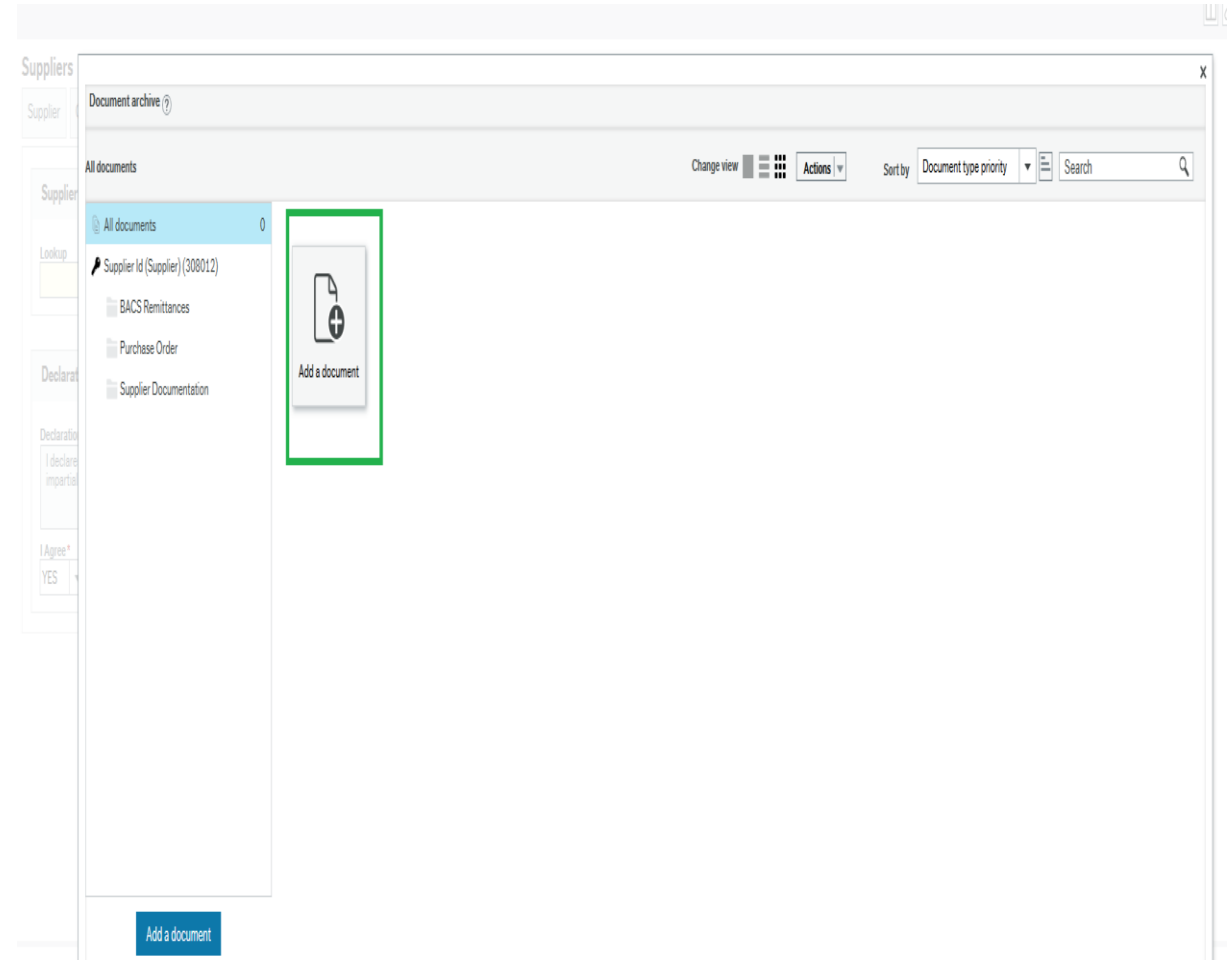 Suppliers
X
Supplier
Document archive ?
All documents
Change view
Actions
Sort by
Document type priority
Search
Supplier
All documents 0
Lookup
Supplier Id (Supplier) (308012)
BACS Remittances
Purchase Order
Add a document
Declarat
Supplier Documentation
Declaratio
I declare
impartial
I Agree*
YES
Add a document